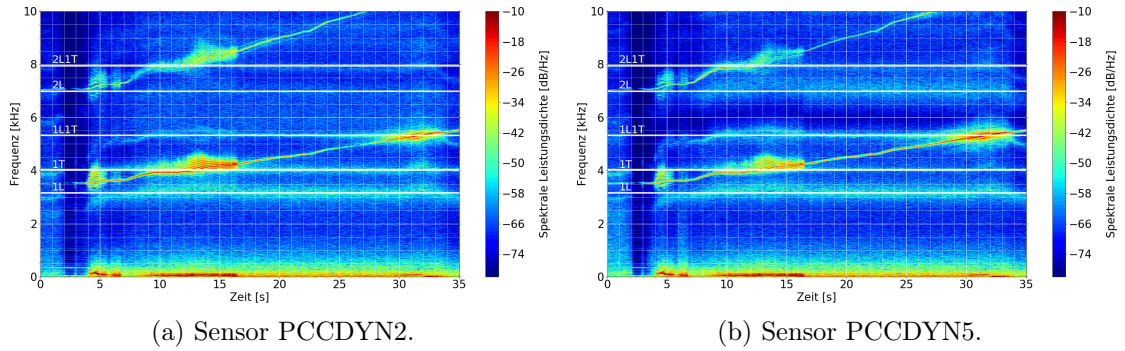 10
8
6
4
2
0
Frequenz [kHz]
2L1T
2L
1L1T
1T
1L
0 5 10 15 20 25 30 35
Zeit [s]
−10
−18
−26
−34
−42
−50
−58
−66
−74
Spektrale Leistungsdichte [dB/Hz]
(a) Sensor PCCDYN2.
10
8
6
4
2
0
Frequenz [kHz]
2L1T
2L
1L1T
1T
1L
0 5 10 15 20 25 30 35
Zeit [s]
−10
−18
−26
−34
−42
−50
−58
−66
−74
Spektrale Leistungsdichte [dB/Hz]
(b) Sensor PCCDYN5.